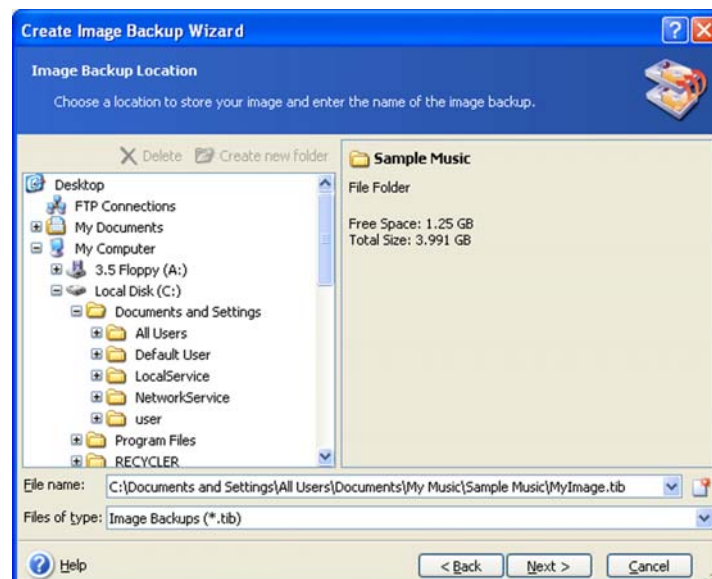 Create Image Backup Wizard
Image Backup Location
Choose a location to store your image and enter the name of the image backup.
Delete Create new folder
Desktop
FTP Connections
My Documents
My Computer
3.5 Floppy (A:)
Local Disk (C:)
Documents and Settings
All Users
Default User
LocalService
NetworkService
user
Program Files
RECYCLER
Sample Music
File Folder
Free Space: 1.25 GB
Total Size: 3.991 GB
File name: C:\Documents and Settings\All Users\Documents\My Music\Sample Music\MyImage.tib
Files of type: Image Backups (*.tib)
Help < Back Next > Cancel